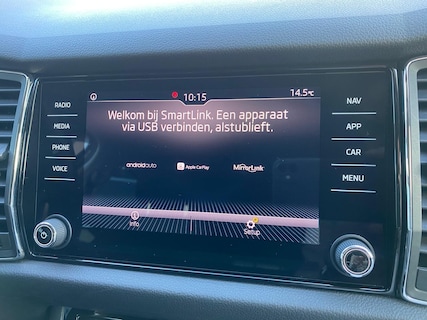 10:15
14.5°C
RADIO
MEDIA
PHONE
VOICE
Welkom bij SmartLink. Een apparaat
via USB verbinden, alstublieft.
androidauto
Apple CarPlay
MirrorLink
Info
Setup
NAV
APP
CAR
MENU